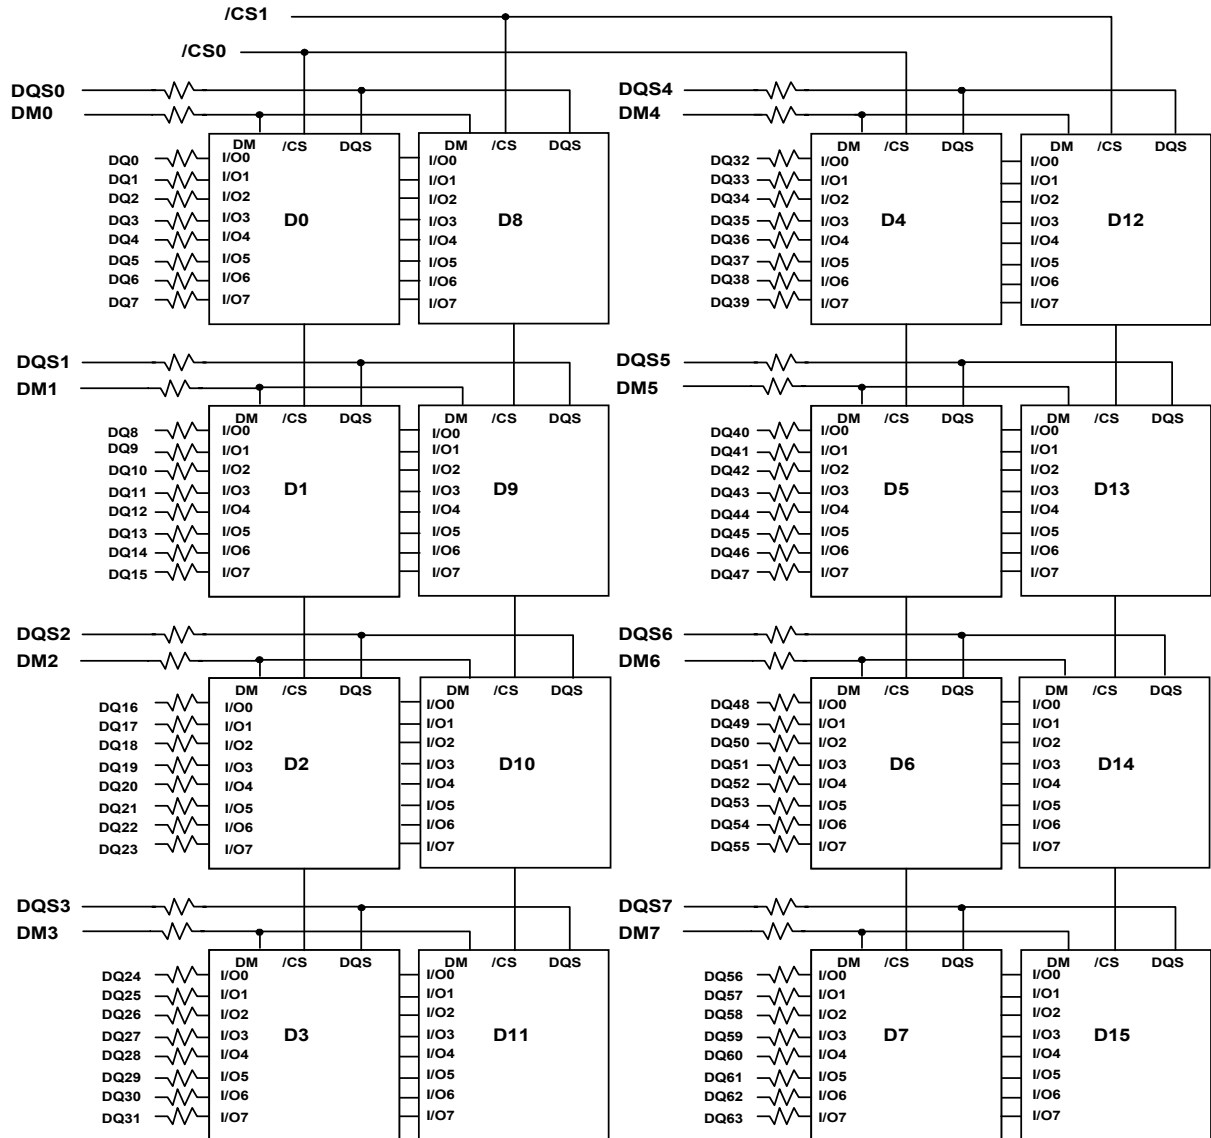 /CS1
/CS0
DQS0
DM0
DM /CS DQS
DQ0 I/O0
DQ1 I/O1
DQ2 I/O2
DQ3 I/O3
DQ4 I/O4
DQ5 I/O5
DQ6 I/O6
DQ7 I/O7
D0
DM /CS DQS
I/O0
I/O1
I/O2
I/O3
I/O4
I/O5
I/O6
I/O7
D8
DQS4
DM4
DM /CS DQS
DQ32 I/O0
DQ33 I/O1
DQ34 I/O2
DQ35 I/O3
DQ36 I/O4
DQ37 I/O5
DQ38 I/O6
DQ39 I/O7
D4
DM /CS DQS
I/O0
I/O1
I/O2
I/O3
I/O4
I/O5
I/O6
I/O7
D12
DQS1
DM1
DM /CS DQS
DQ8 I/O0
DQ9 I/O1
DQ10 I/O2
DQ11 I/O3
DQ12 I/O4
DQ13 I/O5
DQ14 I/O6
DQ15 I/O7
D1
DM /CS DQS
I/O0
I/O1
I/O2
I/O3
I/O4
I/O5
I/O6
I/O7
D9
DQS5
DM5
DM /CS DQS
DQ40 I/O0
DQ41 I/O1
DQ42 I/O2
DQ43 I/O3
DQ44 I/O4
DQ45 I/O5
DQ46 I/O6
DQ47 I/O7
D5
DM /CS DQS
I/O0
I/O1
I/O2
I/O3
I/O4
I/O5
I/O6
I/O7
D13
DQS2
DM2
DM /CS DQS
DQ16 I/O0
DQ17 I/O1
DQ18 I/O2
DQ19 I/O3
DQ20 I/O4
DQ21 I/O5
DQ22 I/O6
DQ23 I/O7
D2
DM /CS DQS
I/O0
I/O1
I/O2
I/O3
I/O4
I/O5
I/O6
I/O7
D10
DQS6
DM6
DM /CS DQS
DQ48 I/O0
DQ49 I/O1
DQ50 I/O2
DQ51 I/O3
DQ52 I/O4
DQ53 I/O5
DQ54 I/O6
DQ55 I/O7
D6
DM /CS DQS
I/O0
I/O1
I/O2
I/O3
I/O4
I/O5
I/O6
I/O7
D14
DQS3
DM3
DM /CS DQS
DQ24 I/O0
DQ25 I/O1
DQ26 I/O2
DQ27 I/O3
DQ28 I/O4
DQ29 I/O5
DQ30 I/O6
DQ31 I/O7
D3
DM /CS DQS
I/O0
I/O1
I/O2
I/O3
I/O4
I/O5
I/O6
I/O7
D11
DQS7
DM7
DM /CS DQS
DQ56 I/O0
DQ57 I/O1
DQ58 I/O2
DQ59 I/O3
DQ60 I/O4
DQ61 I/O5
DQ62 I/O6
DQ63 I/O7
D7
DM /CS DQS
I/O0
I/O1
I/O2
I/O3
I/O4
I/O5
I/O6
I/O7
D15